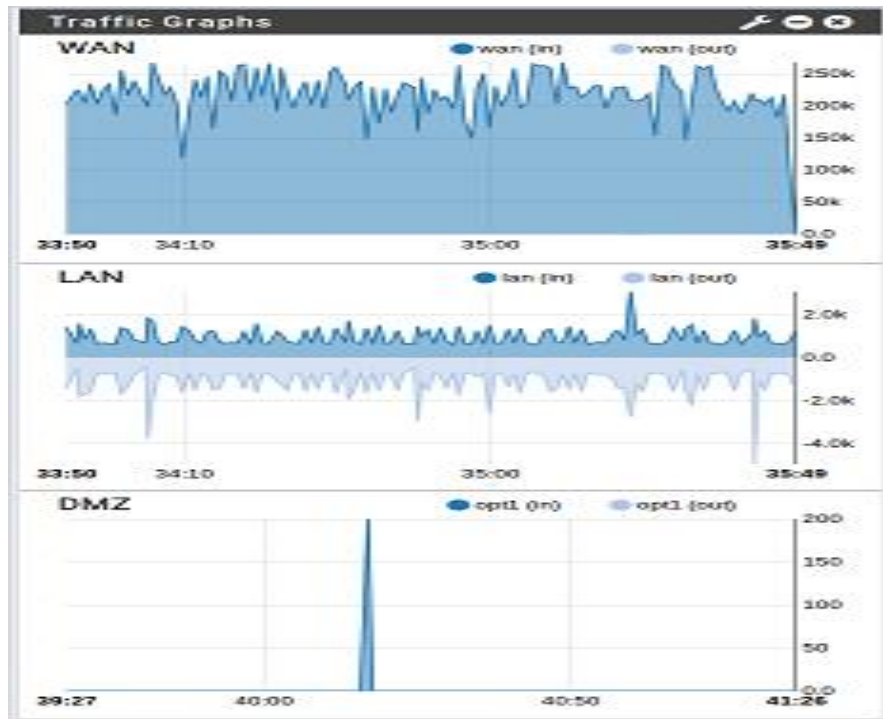 Traffic Graphs
WAN
wan (in) wan (out)
250k
200k
150k
100k
50k
0.0
33:50 34:10 35:00 35:49
LAN
lan (in) lan (out)
2.0k
0.0
-2.0k
-4.0k
33:50 34:10 35:00 35:49
DMZ
opt1 (in) opt1 (out)
200
150
100
50
0.0
39:27 40:00 40:50 41:26